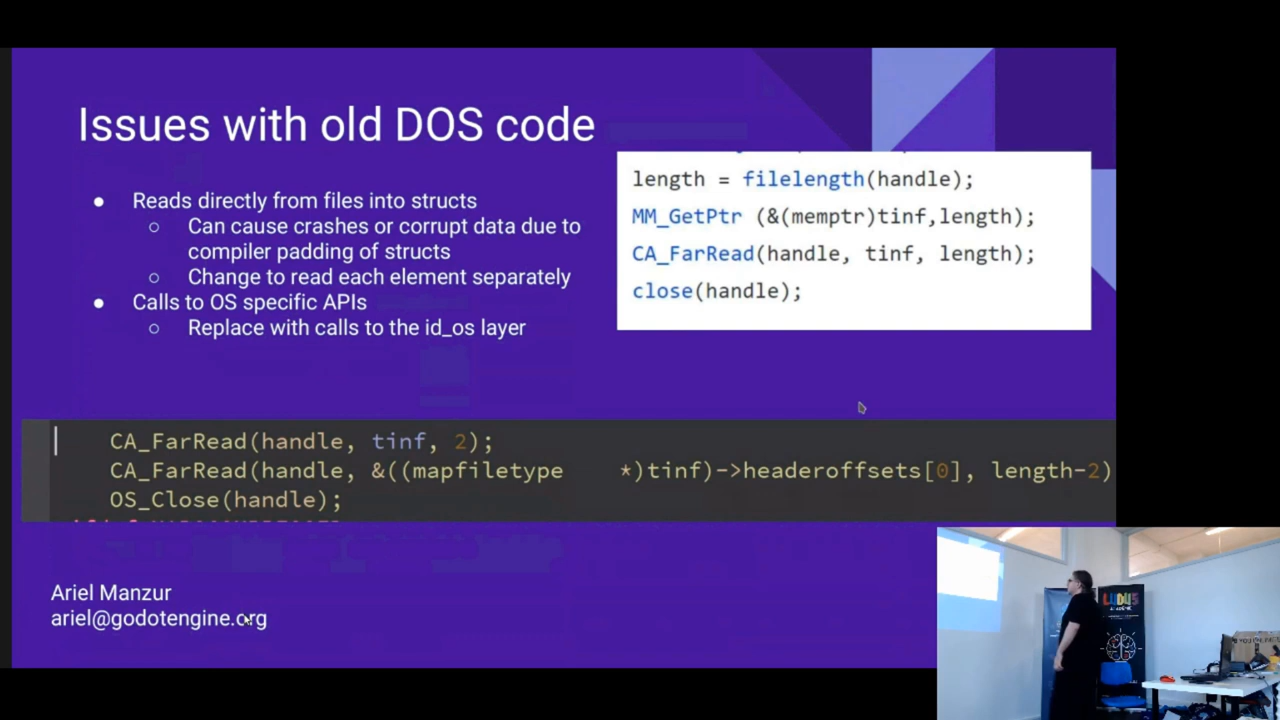 Issues with old DOS code
● Reads directly from files into structs
○ Can cause crashes or corrupt data due to
compiler padding of structs
○ Change to read each element separately
● Calls to OS specific APIs
○ Replace with calls to the id_os layer
length = filelength(handle);
MM_GetPtr (&(memptr)tinf,length);
CA_FarRead(handle, tinf, length);
close(handle);
CA_FarRead(handle, tinf, 2);
CA_FarRead(handle, &((mapfiletype *)tinf)->headeroffsets[0], length-2)
OS_Close(handle);
Ariel Manzur
ariel@godotengine.org
LUDUS